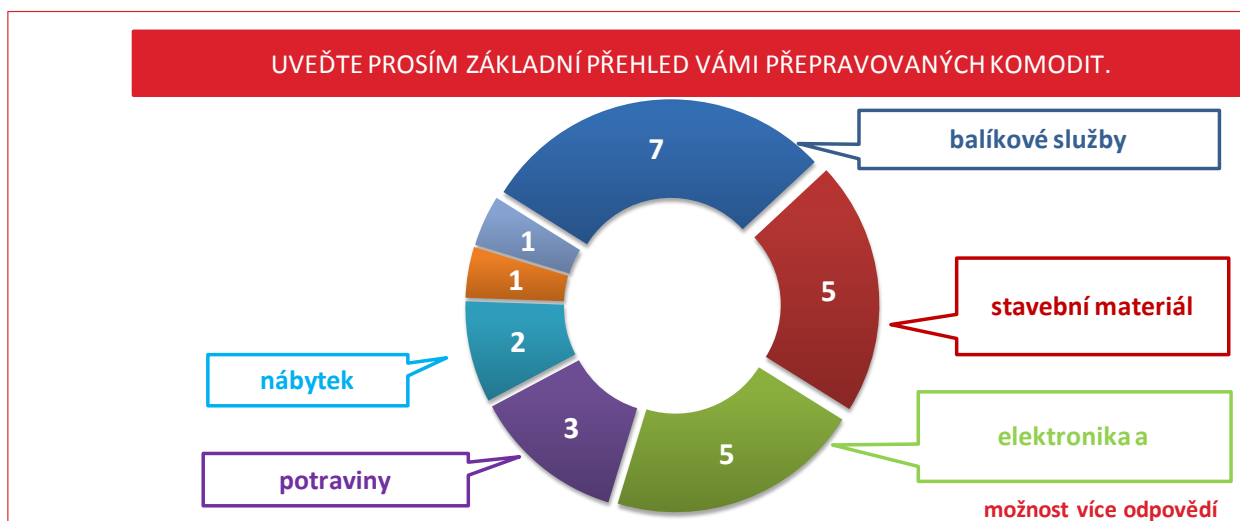 UVEĎTE PROSÍM ZÁKLADNÍ PŘEHLED VÁMI PŘEPRAVOVANÝCH KOMODIT.
7
balíkové služby
1
1
5
stavební materiál
2
nábytek
3
5
elektronika a
potraviny
možnost více odpovědí